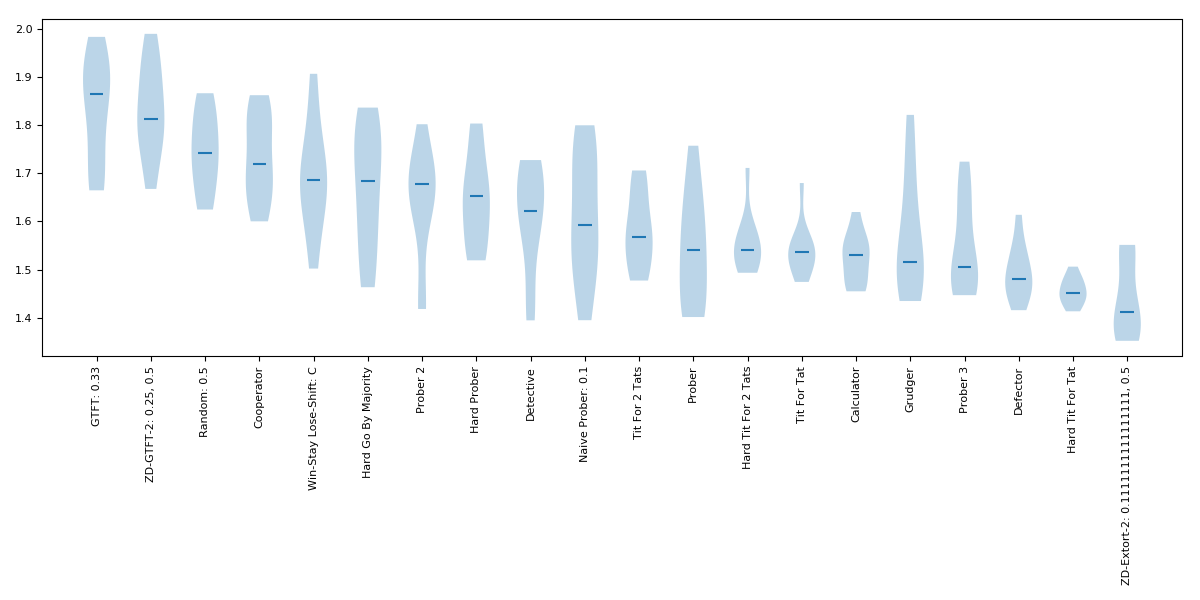 2.0
1.9
1.8
1.7
1.6
1.5
1.4
GTFT: 0.33
ZD-GTFT-2: 0.25, 0.5
Random: 0.5
Cooperator
Win-Stay Lose-Shift: C
Hard Go By Majority
Prober 2
Hard Prober
Detective
Naive Prober: 0.1
Tit For 2 Tats
Prober
Hard Tit For 2 Tats
Tit For Tat
Calculator
Grudger
Prober 3
Defector
Hard Tit For Tat
ZD-Extort-2: 0.1111111111111111, 0.5